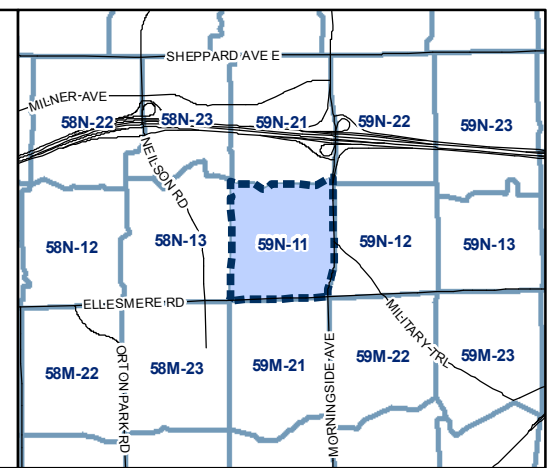 SHEPPARD AVE E
MILNER AVE
58N-22
58N-23
59N-21
59N-22
59N-23
NEILSON RD
58N-12
58N-13
59N-11
59N-12
59N-13
ELLESMERE RD
MILITARY TRL
ORTON PARK RD
MORNINGSIDE AVE
58M-22
58M-23
59M-21
59M-22
59M-23